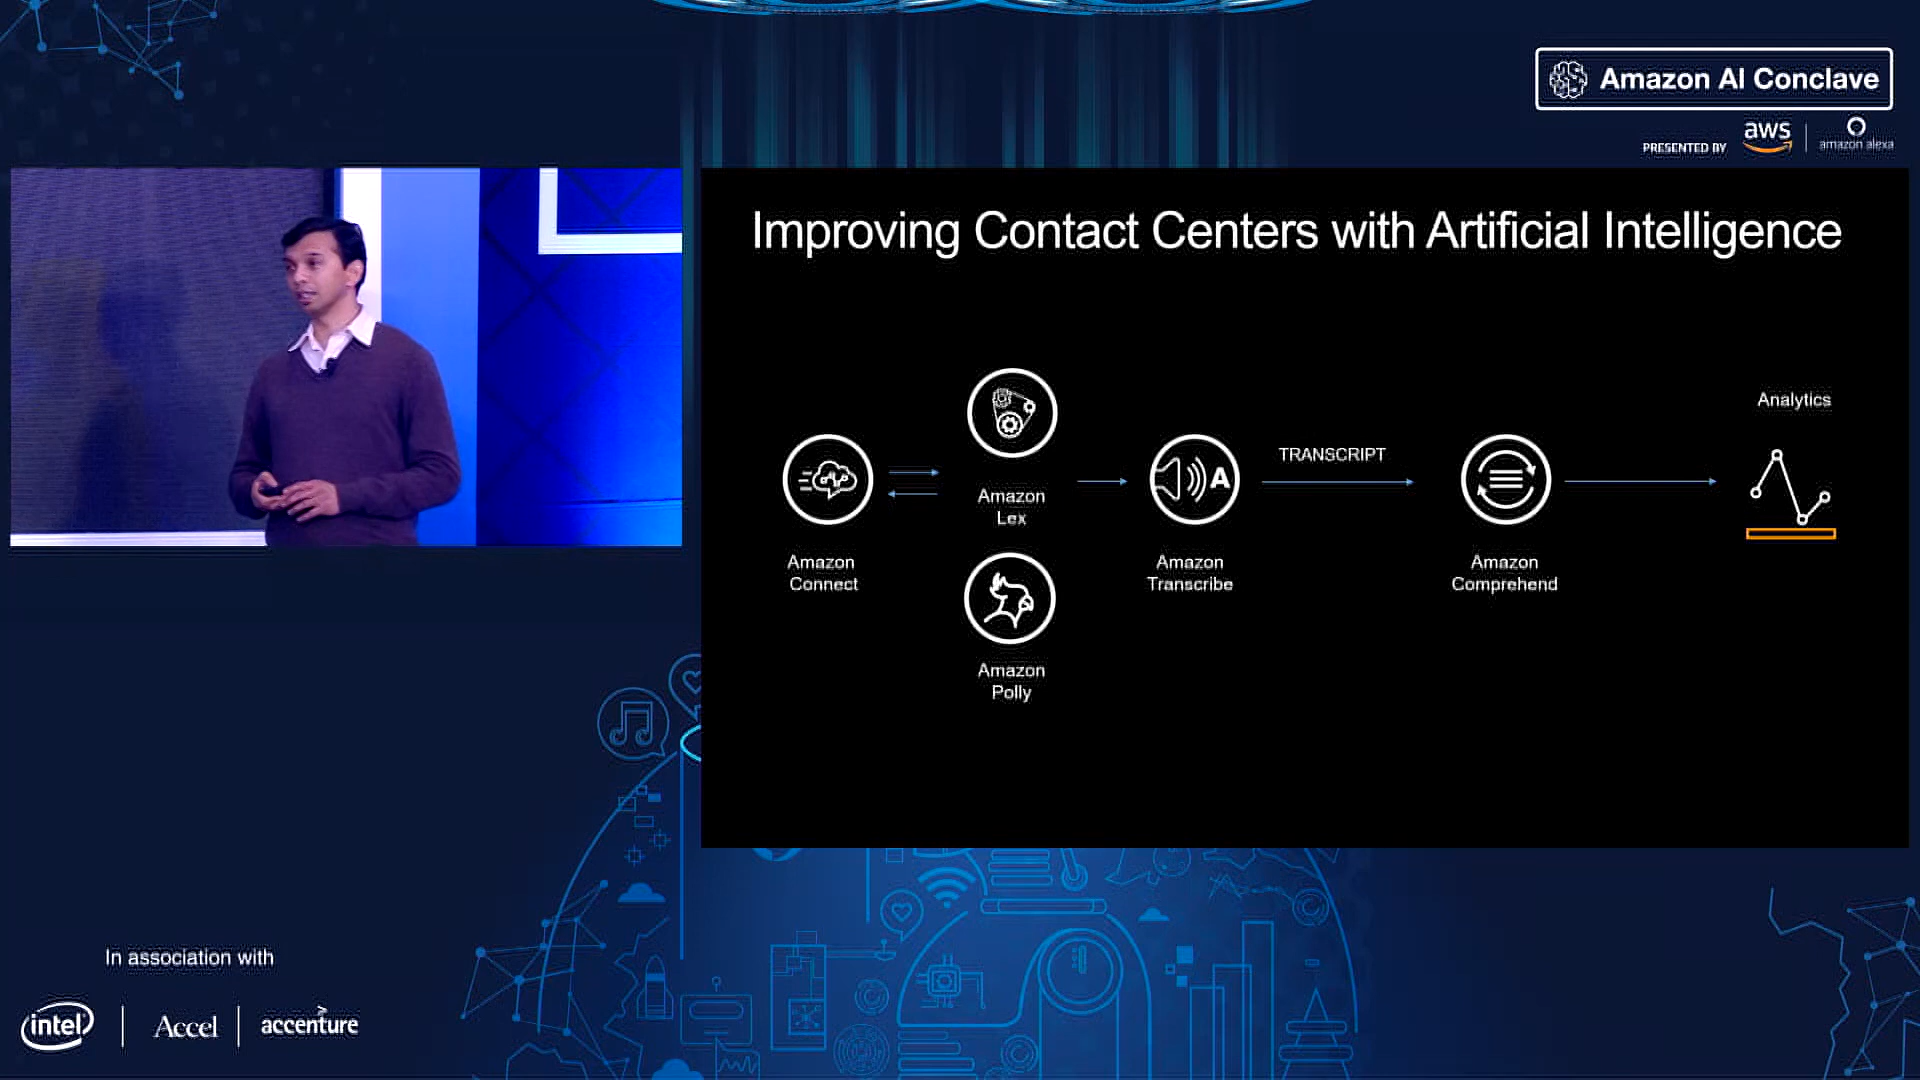 Amazon AI Conclave
PRESENTED BY
aws
amazon alexa
Improving Contact Centers with Artificial Intelligence
Amazon
Connect
Amazon
Lex
Amazon
Polly
A
Amazon
Transcribe
TRANSCRIPT
Amazon
Comprehend
Analytics
In association with
intel
Accel
accenture